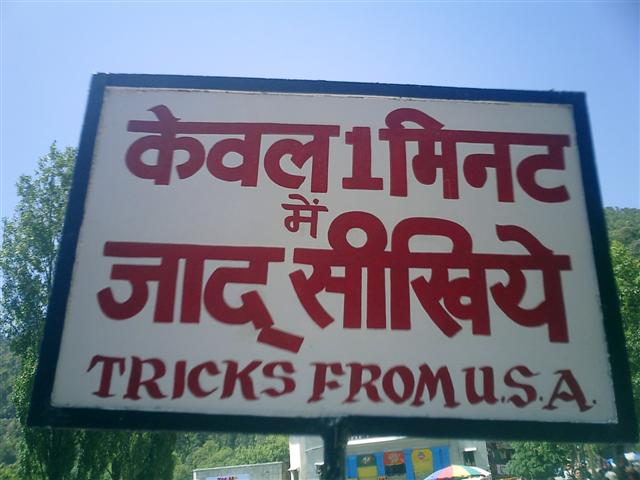 केवल 1 मिनट
में
जादू सीखिये
TRICKS FROM U.S.A.